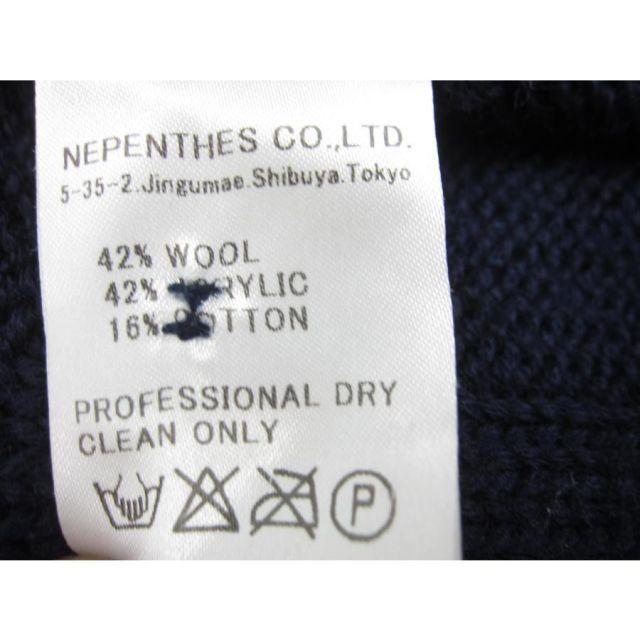 NEPENTHES CO.,LTD.
5-35-2.Jingumae.Shibuya.Tokyo
42% WOOL
42% ACRYLIC
16% COTTON
PROFESSIONAL DRY
CLEAN ONLY
P